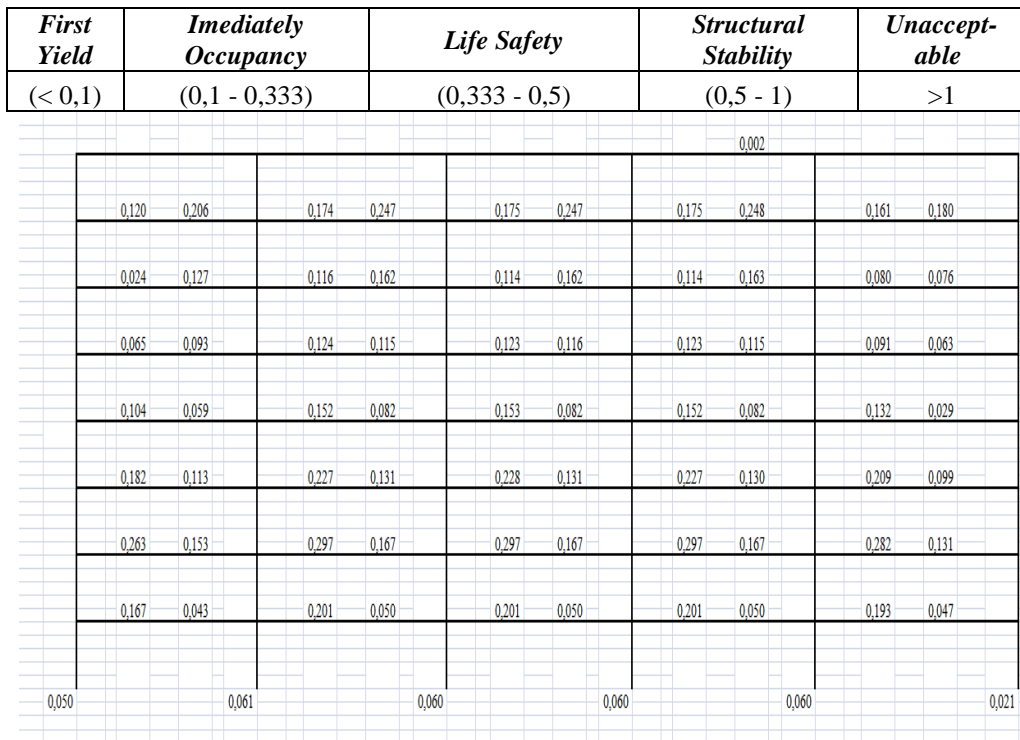 First Yield Imediately Occupancy Life Safety Structural Stability Unaccept-able
(< 0,1) (0,1 - 0,333) (0,333 - 0,5) (0,5 - 1) >1
0,002
0,120 0,206 0,174 0,247 0,175 0,247 0,175 0,248 0,161 0,180
0,024 0,127 0,116 0,162 0,114 0,162 0,114 0,163 0,080 0,076
0,065 0,093 0,124 0,115 0,123 0,116 0,123 0,115 0,091 0,063
0,104 0,059 0,152 0,082 0,153 0,082 0,152 0,082 0,132 0,029
0,182 0,113 0,227 0,131 0,228 0,131 0,227 0,130 0,209 0,099
0,263 0,153 0,297 0,167 0,297 0,167 0,297 0,167 0,282 0,131
0,167 0,043 0,201 0,050 0,201 0,050 0,201 0,050 0,193 0,047
0,050 0,061 0,060 0,060 0,060 0,021